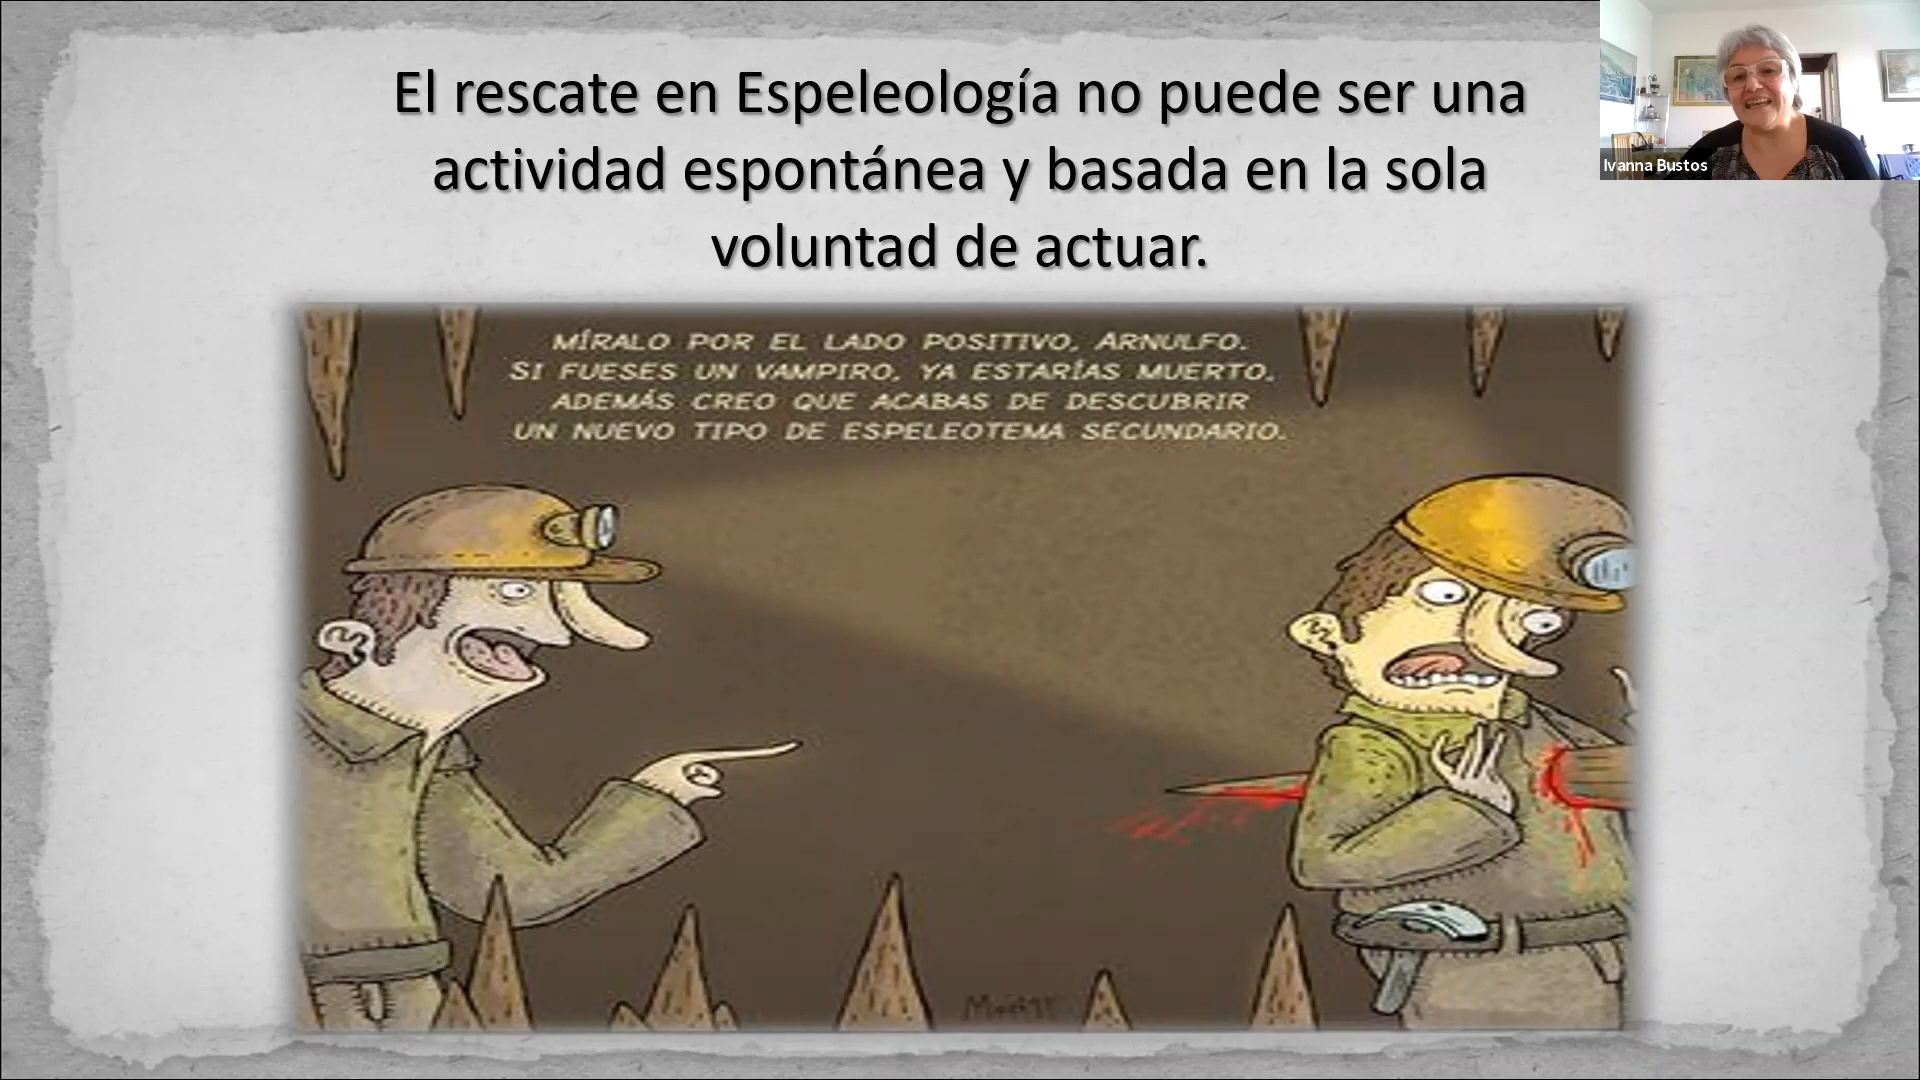 El rescate en Espeleología no puede ser una
actividad espontánea y basada en la sola
voluntad de actuar.
Ivanna Bustos
MÍRALO POR EL LADO POSITIVO, ARNULFO.
SI FUESES UN VAMPIRO, YA ESTARÍAS MUERTO.
ADEMÁS CREO QUE ACABAS DE DESCUBRIR
UN NUEVO TIPO DE ESPELEOTEMA SECUNDARIO.